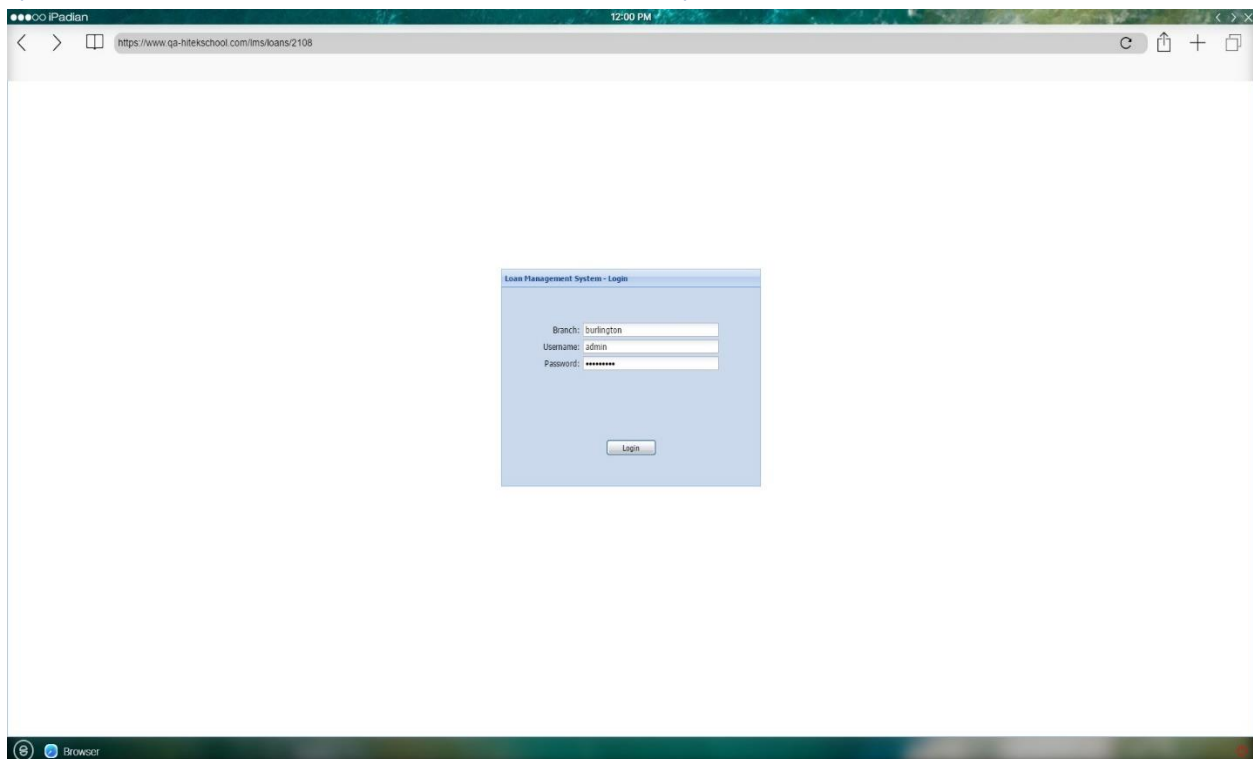 iPadian 12:00 PM
https://www.qa-hitekschool.com/lms/loans/2108
Loan Management System - Login
Branch: burlington
Username: admin
Password: •••••••••
Login
Browser